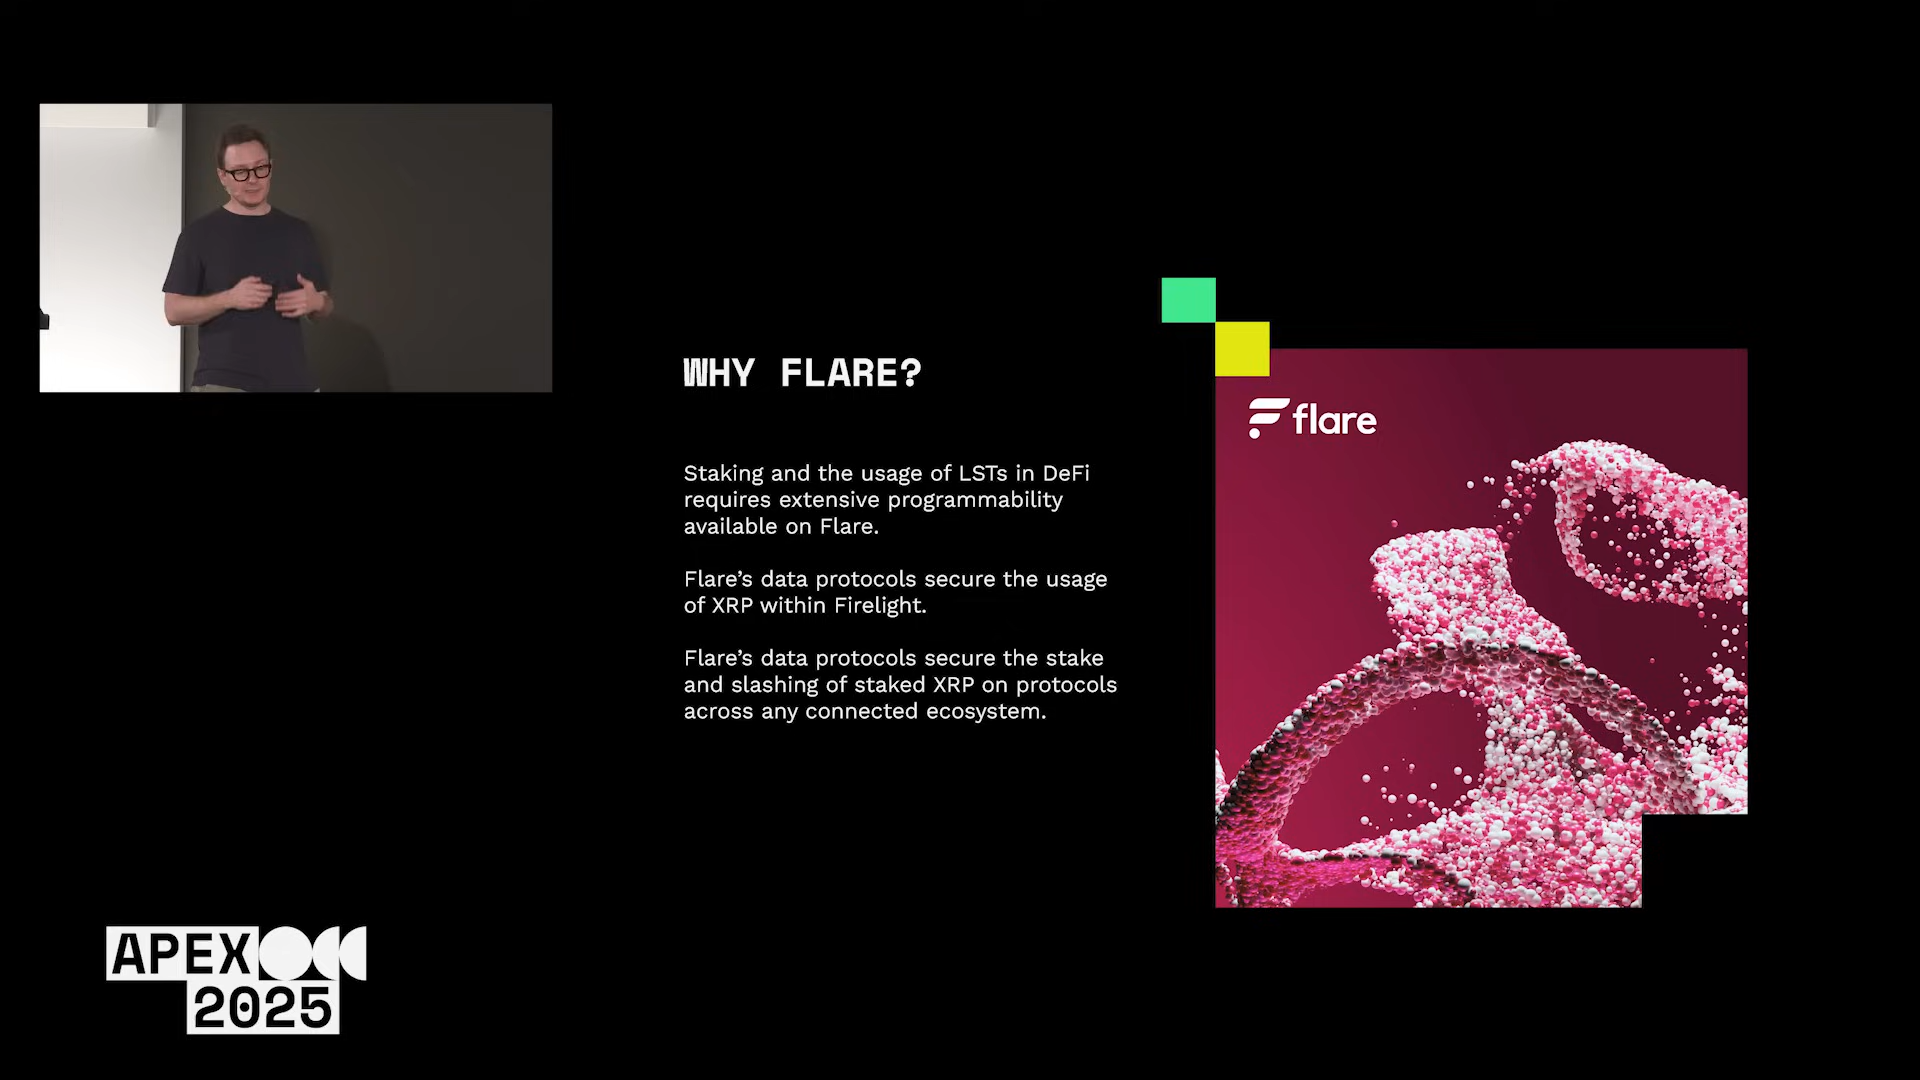 WHY FLARE?
Staking and the usage of LSTs in DeFi
requires extensive programmability
available on Flare.
Flare’s data protocols secure the usage
of XRP within Firelight.
Flare’s data protocols secure the stake
and slashing of staked XRP on protocols
across any connected ecosystem.
flare
APEX
2025